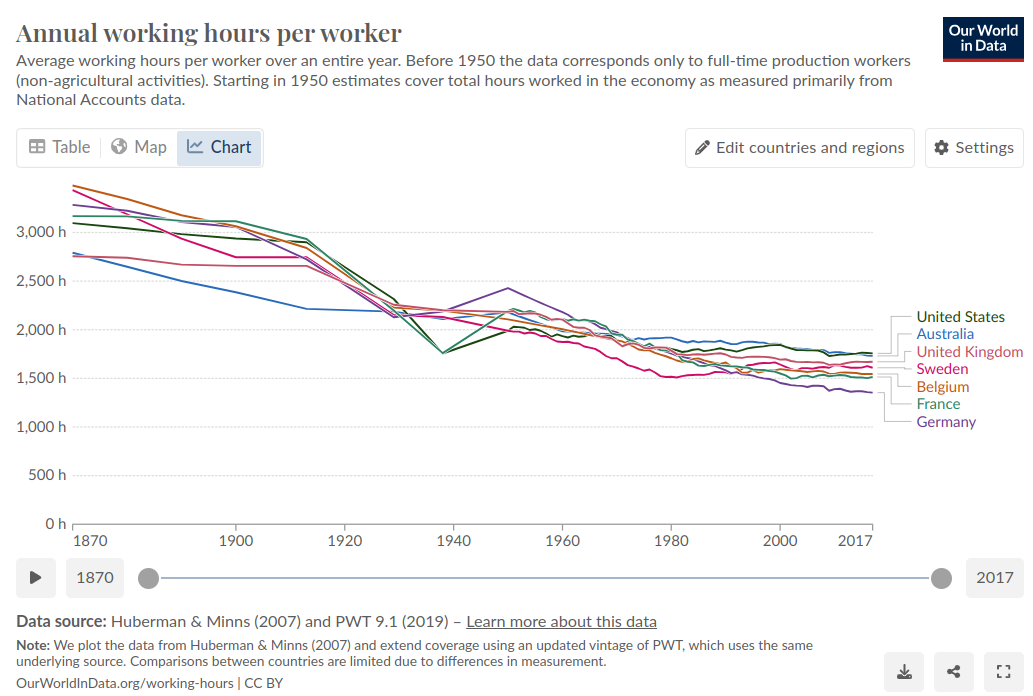 Annual working hours per worker
Our World
in Data
Average working hours per worker over an entire year. Before 1950 the data corresponds only to full-time production workers
(non-agricultural activities). Starting in 1950 estimates cover total hours worked in the economy as measured primarily from
National Accounts data.
Table
Map
Chart
Edit countries and regions
Settings
3,000 h
2,500 h
2,000 h
1,500 h
1,000 h
500 h
0 h
United States
Australia
United Kingdom
Sweden
Belgium
France
Germany
1870
1900
1920
1940
1960
1980
2000
2017
1870
2017
Data source: Huberman & Minns (2007) and PWT 9.1 (2019) – Learn more about this data
Note: We plot the data from Huberman & Minns (2007) and extend coverage using an updated vintage of PWT, which uses the same
underlying source. Comparisons between countries are limited due to differences in measurement.
OurWorldInData.org/working-hours | CC BY